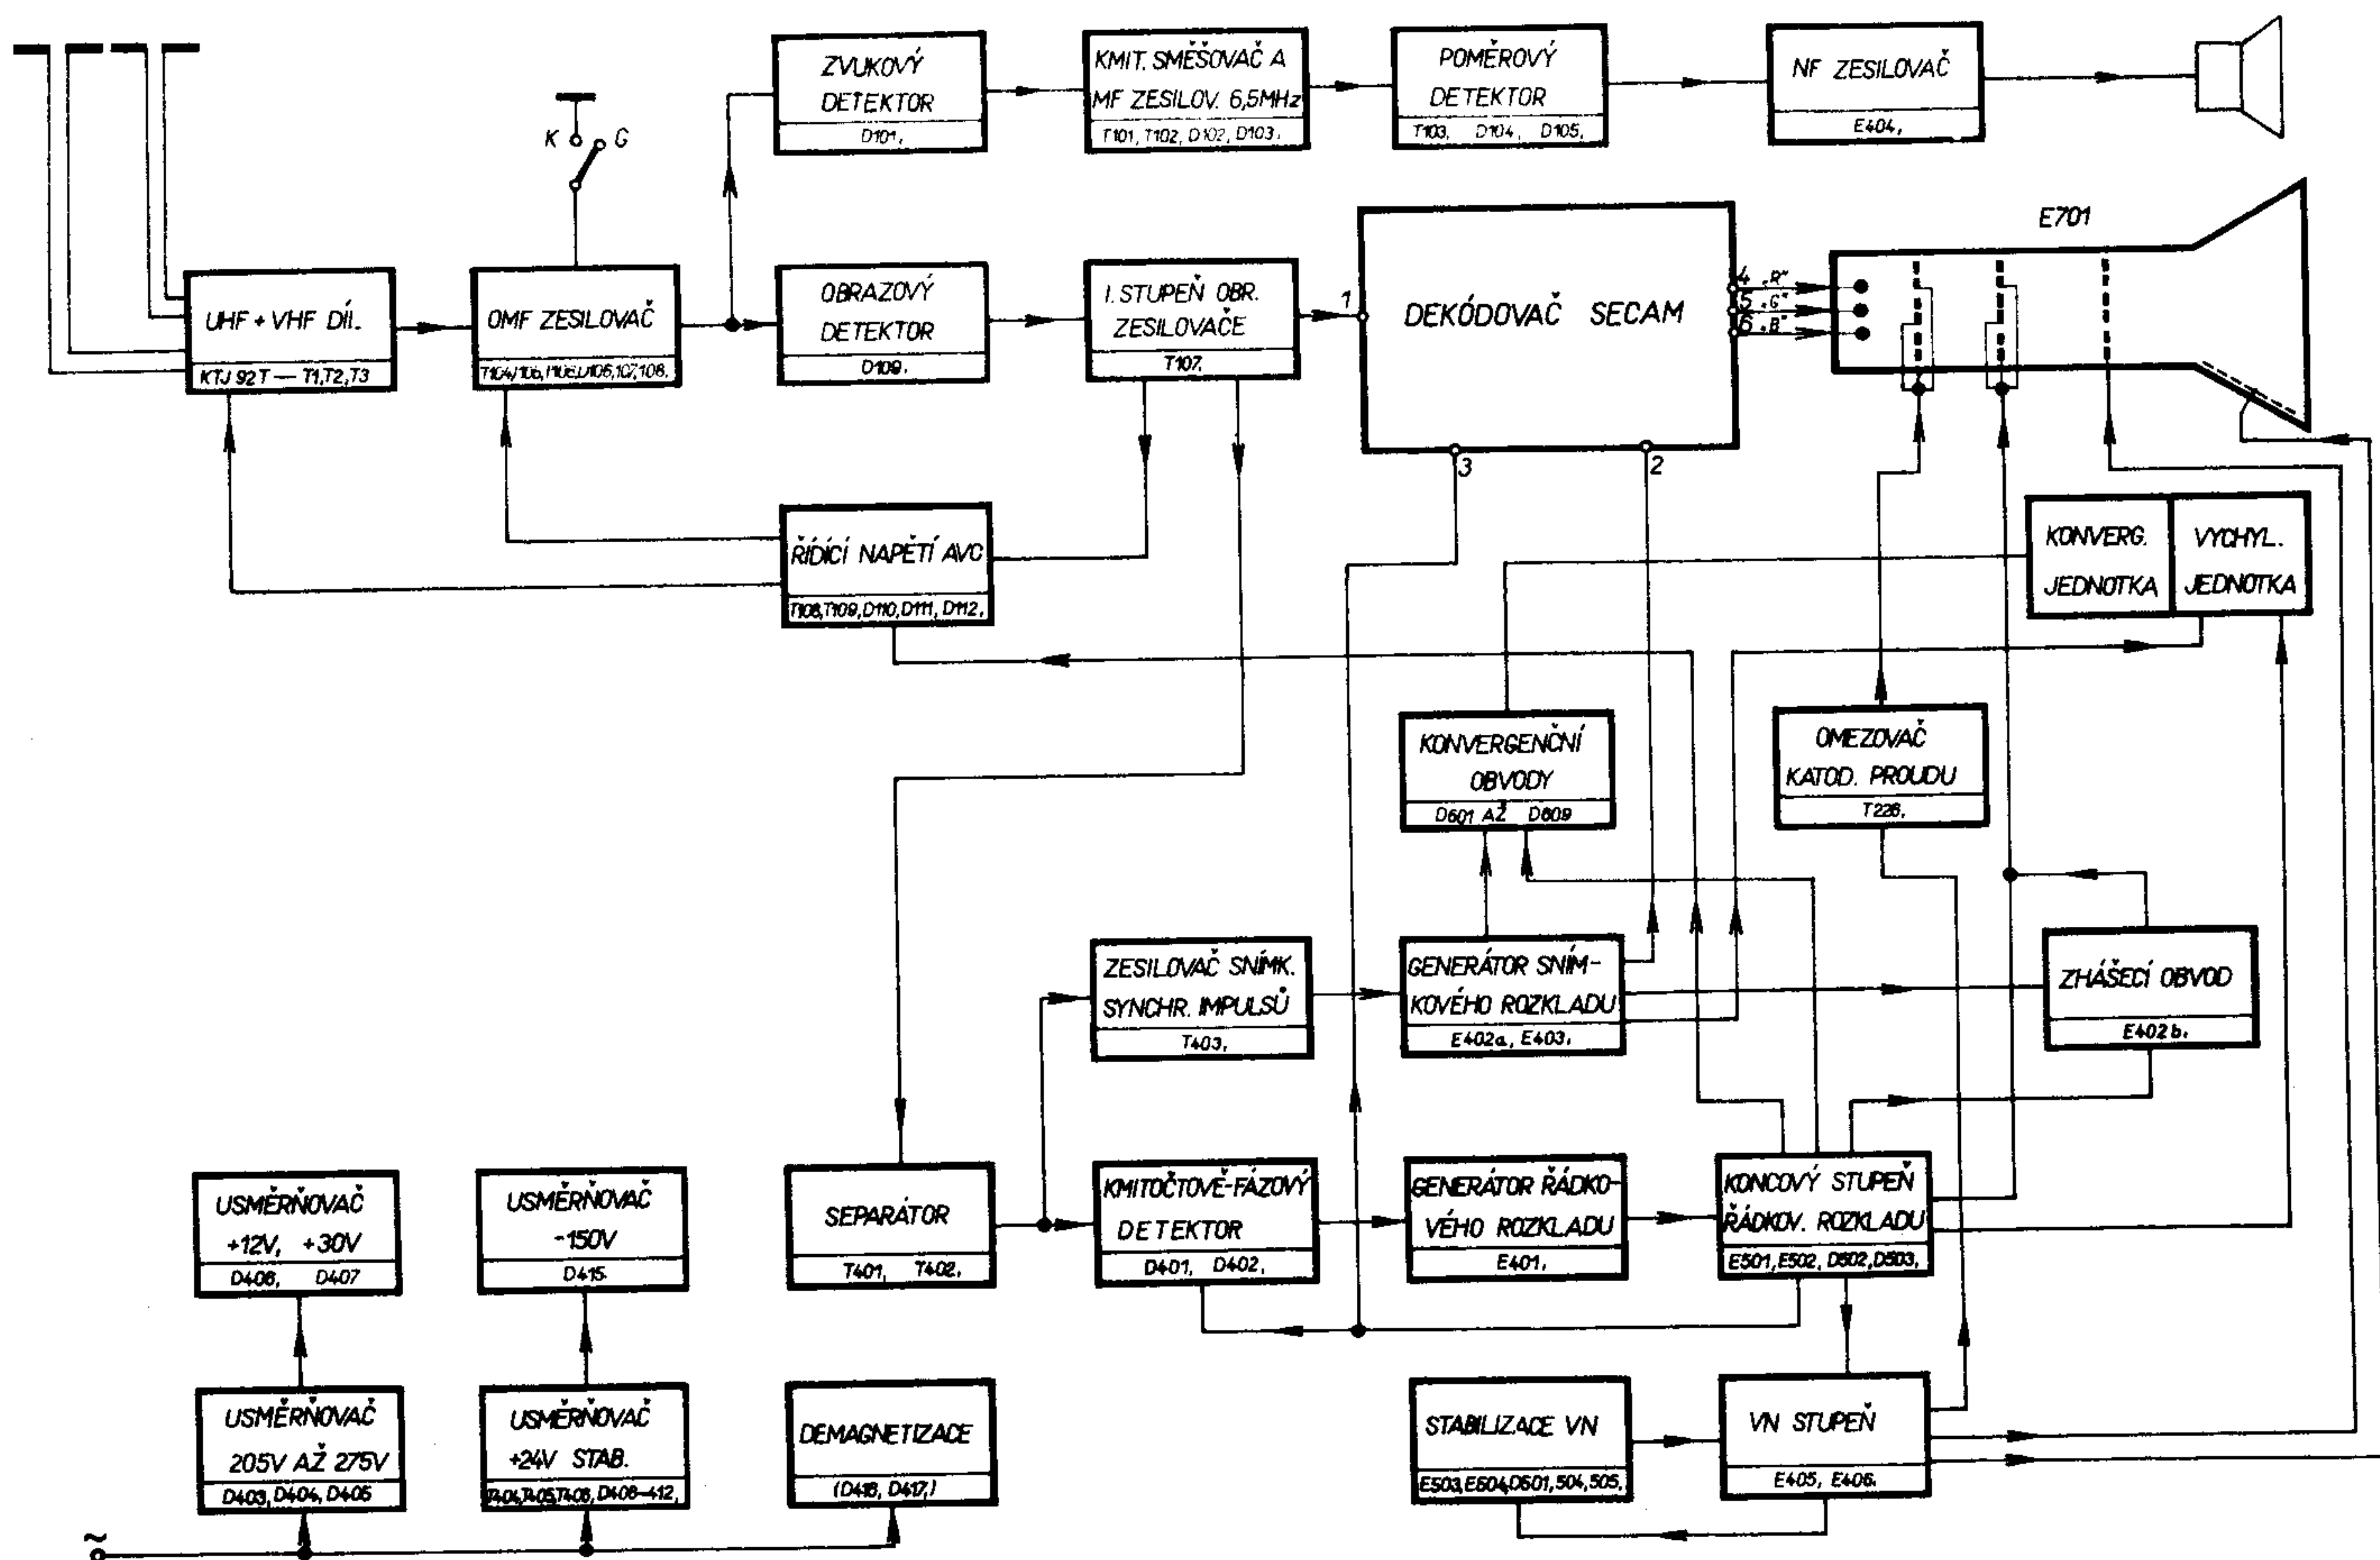 ZVUKOVÝ
DETEKTOR
D101,
KMIT. SMĚŠOVAČ A
MF ZESILOV. 6,5MHz
T101, T102, D102, D103,
POMĚROVÝ
DETEKTOR
T103, D104, D105,
NF ZESILOVAČ
E404,
K G
E701
UHF + VHF DÍL.
KTJ 92 T — T1, T2, T3
OMF ZESILOVAČ
OBRAZOVÝ
DETEKTOR
D109,
I. STUPEŇ OBR.
ZESILOVAČE
T107,
1
DEKÓDOVAČ SECAM
4 „R"
5 „G"
6 „B"
3
2
ŘÍDÍCÍ NAPĚTÍ AVC
T108, T109, D110, D111, D112,
KONVERG.
JEDNOTKA
VYCHYL.
JEDNOTKA
KONVERGENČNÍ
OBVODY
D601 AŽ D609
OMEZOVAČ
KATOD. PROUDU
T226,
ZESILOVAČ SNÍMK.
SYNCHR. IMPULSŮ
T403,
GENERÁTOR SNÍM-
KOVÉHO ROZKLADU
E402a, E403,
ZHÁŠECÍ OBVOD
E402b,
USMĚRŇOVAČ
+12V, +30V
D406, D407
USMĚRŇOVAČ
-150V
D415.
SEPARÁTOR
T401, T402,
KMITOČTOVĚ-FÁZOVÝ
DETEKTOR
D401, D402,
GENERÁTOR ŘÁDKO-
VÉHO ROZKLADU
E401,
KONCOVÝ STUPEŇ
ŘÁDKOV. ROZKLADU
E501, E502, D502, D503,
USMĚRŇOVAČ
205V AŽ 275V
D403, D404, D405
USMĚRŇOVAČ
+24V STAB.
T404, T405, T406, D408-412,
DEMAGNETIZACE
(D416, D417,)
STABILIZACE VN
E503, E504, D501, 504, 505,
VN STUPEŇ
E405, E406.
~